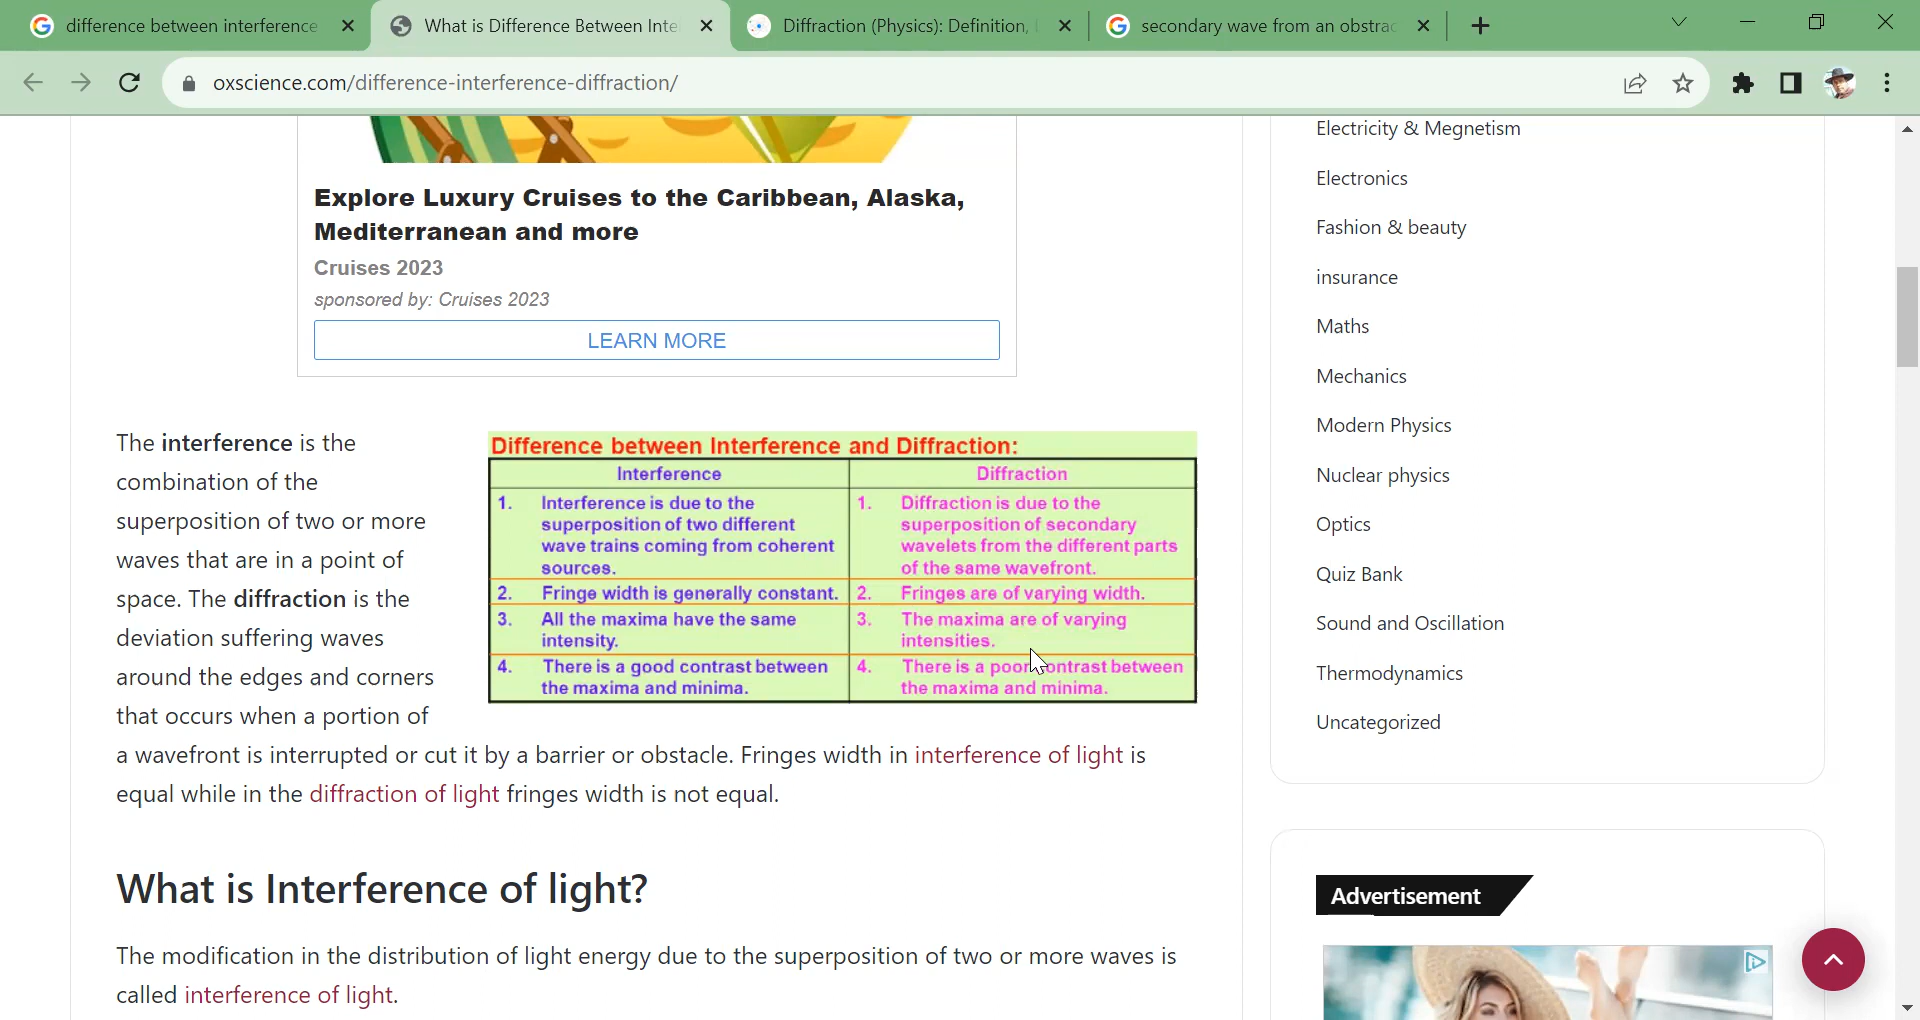 difference between interference
What is Difference Between Inte
Diffraction (Physics): Definition,
secondary wave from an obstrac
oxscience.com/difference-interference-diffraction/
Explore Luxury Cruises to the Caribbean, Alaska,
Mediterranean and more
Cruises 2023
sponsored by: Cruises 2023
LEARN MORE
The interference is the
combination of the
superposition of two or more
waves that are in a point of
space. The diffraction is the
deviation suffering waves
around the edges and corners
that occurs when a portion of
a wavefront is interrupted or cut it by a barrier or obstacle. Fringes width in interference of light is
equal while in the diffraction of light fringes width is not equal.
Difference between Interference and Diffraction:
Interference
Diffraction
1. Interference is due to the
superposition of two different
wave trains coming from coherent
sources.
1. Diffraction is due to the
superposition of secondary
wavelets from the different parts
of the same wavefront.
2. Fringe width is generally constant.
2. Fringes are of varying width.
3. All the maxima have the same
intensity.
3. The maxima are of varying
intensities.
4. There is a good contrast between
the maxima and minima.
4. There is a poor contrast between
the maxima and minima.
What is Interference of light?
The modification in the distribution of light energy due to the superposition of two or more waves is
called interference of light.
Electricity & Megnetism
Electronics
Fashion & beauty
insurance
Maths
Mechanics
Modern Physics
Nuclear physics
Optics
Quiz Bank
Sound and Oscillation
Thermodynamics
Uncategorized
Advertisement